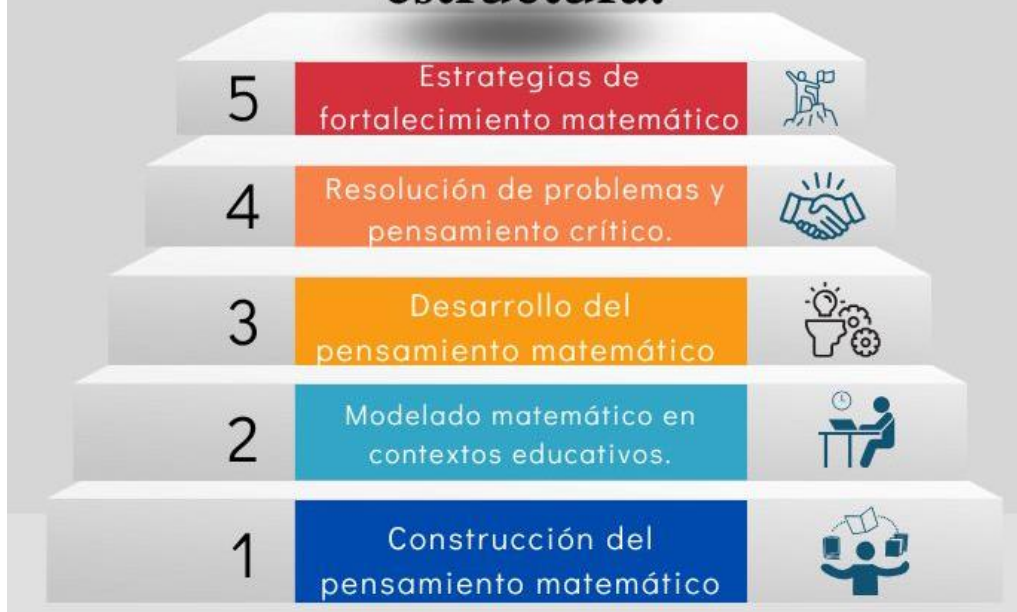 estructura.
5
Estrategias de
fortalecimiento matemático
4
Resolución de problemas y
pensamiento crítico.
3
Desarrollo del
pensamiento matemático
2
Modelado matemático en
contextos educativos.
1
Construcción del
pensamiento matemático